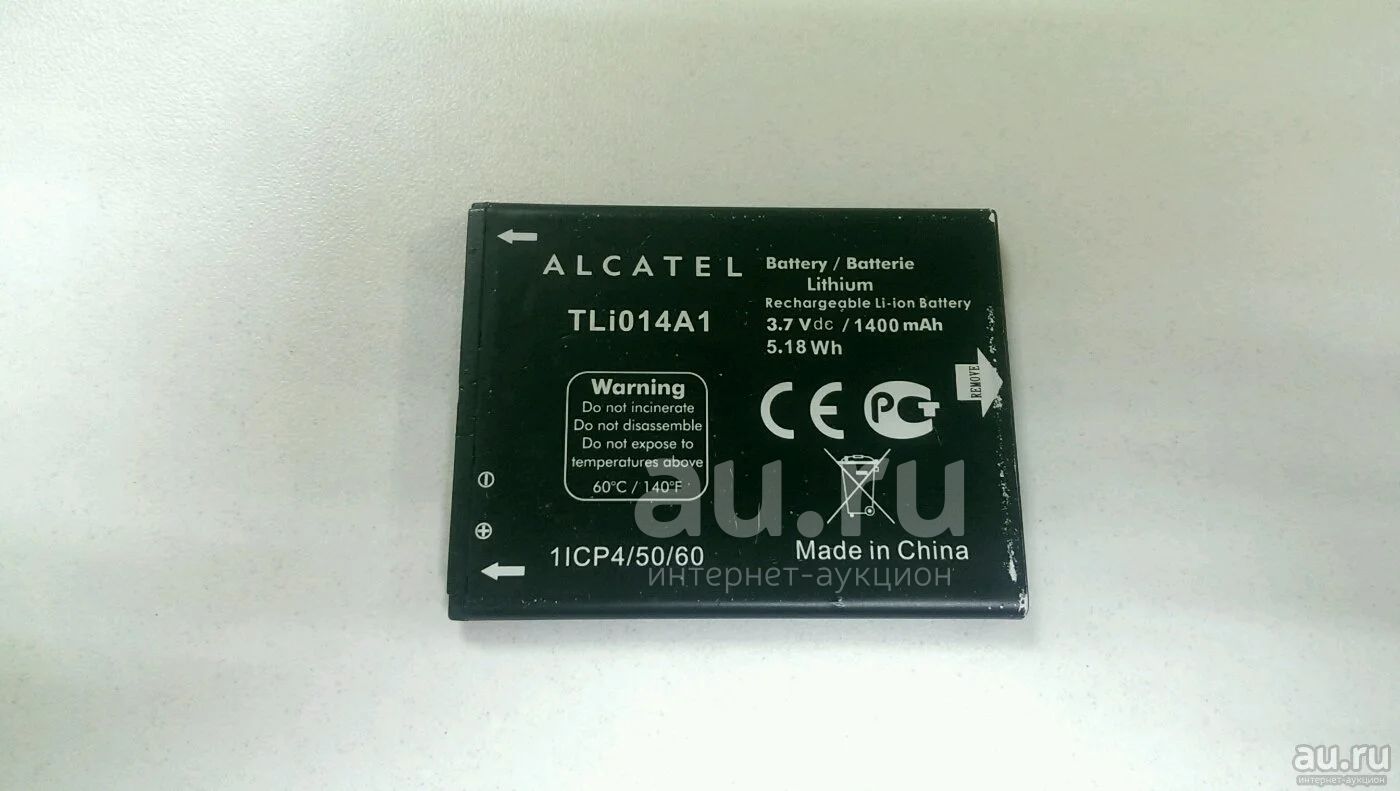 ALCATEL
TLi014A1
Battery / Batterie
Lithium
Rechargeable Li-ion Battery
3.7 Vdc / 1400 mAh
5.18 Wh
REMOVE
Warning
Do not incinerate
Do not disassemble
Do not expose to
temperatures above
60°C / 140°F
CE PCT
1ICP4/50/60
Made in China
au.ru
интернет-аукцион
au.ru
интернет-аукцион